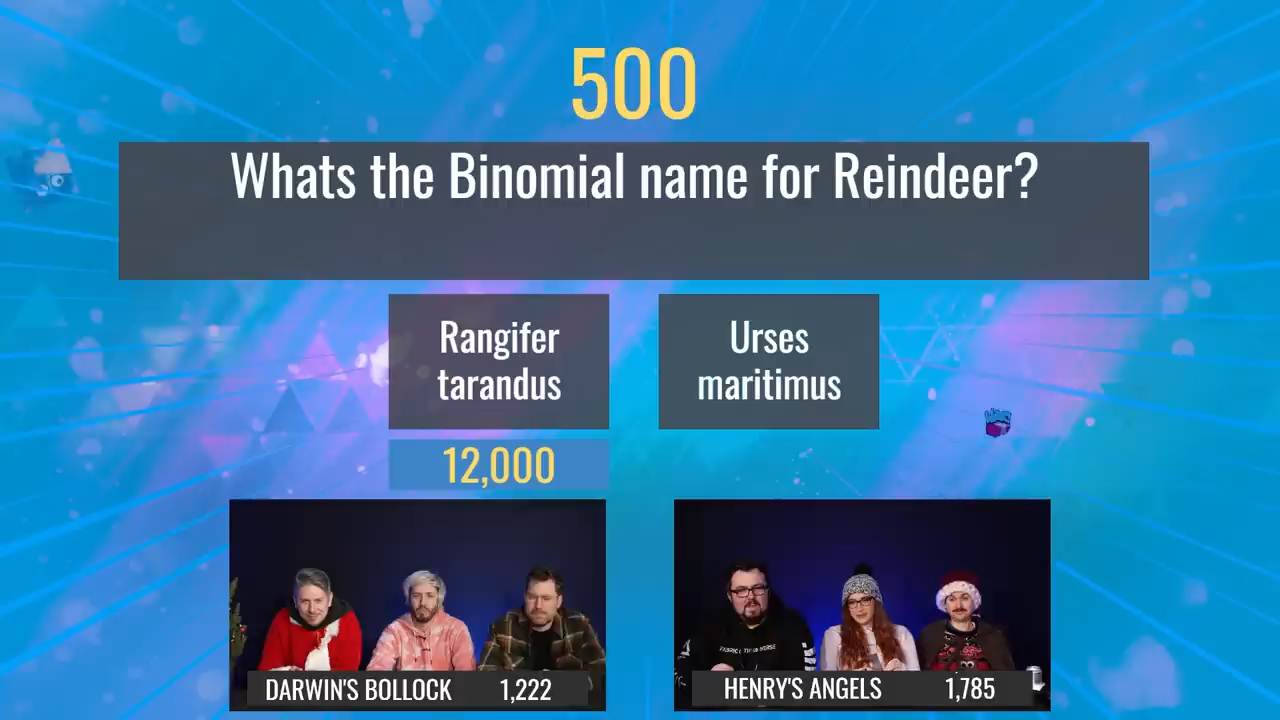 500
Whats the Binomial name for Reindeer?
Rangifer
tarandus
Urses
maritimus
12,000
DARWIN'S BOLLOCK 1,222
HENRY'S ANGELS 1,785